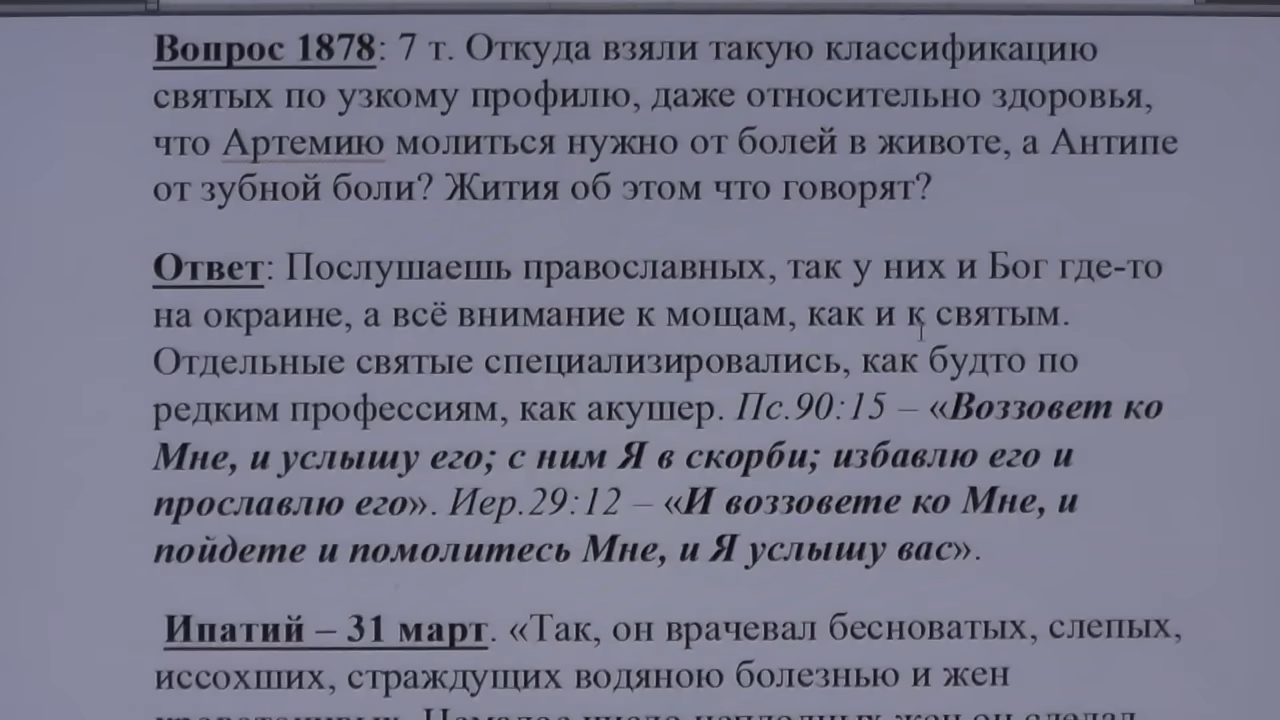 Вопрос 1878: 7 т. Откуда взяли такую классификацию
святых по узкому профилю, даже относительно здоровья,
что Артемию молиться нужно от болей в животе, а Антипе
от зубной боли? Жития об этом что говорят?
Ответ: Послушаешь православных, так у них и Бог где-то
на окраине, а всё внимание к мощам, как и к святым.
Отдельные святые специализировались, как будто по
редким профессиям, как акушер. Пс.90:15 – «Воззовет ко
Мне, и услышу его; с ним Я в скорби; избавлю его и
прославлю его». Иер.29:12 – «И воззовете ко Мне, и
пойдете и помолитесь Мне, и Я услышу вас».
Ипатий – 31 март. «Так, он врачевал бесноватых, слепых,
иссохших, страждущих водяною болезнью и жен